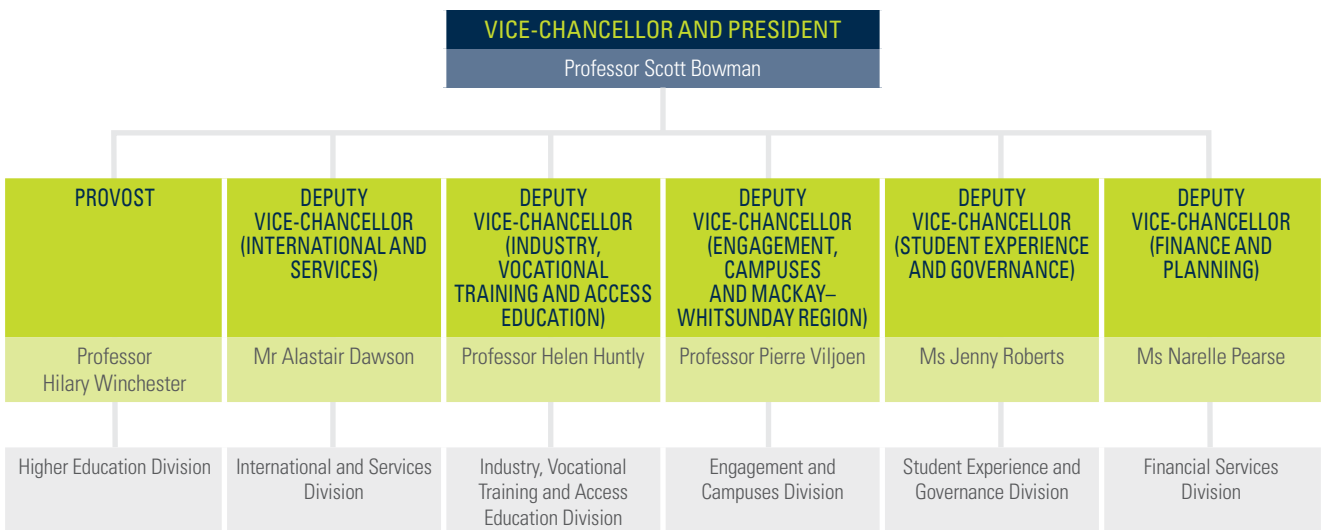 VICE-CHANCELLOR AND PRESIDENT
Professor Scott Bowman
PROVOST
Professor
Hilary Winchester
Higher Education Division
DEPUTY
VICE-CHANCELLOR
(INTERNATIONAL AND
SERVICES)
Mr Alastair Dawson
International and Services
Division
DEPUTY
VICE-CHANCELLOR
(INDUSTRY,
VOCATIONAL
TRAINING AND ACCESS
EDUCATION)
Professor Helen Huntly
Industry, Vocational
Training and Access
Education Division
DEPUTY
VICE-CHANCELLOR
(ENGAGEMENT,
CAMPUSES
AND MACKAY–
WHITSUNDAY REGION)
Professor Pierre Viljoen
Engagement and
Campuses Division
DEPUTY
VICE-CHANCELLOR
(STUDENT EXPERIENCE
AND GOVERNANCE)
Ms Jenny Roberts
Student Experience and
Governance Division
DEPUTY
VICE-CHANCELLOR
(FINANCE AND
PLANNING)
Ms Narelle Pearse
Financial Services
Division